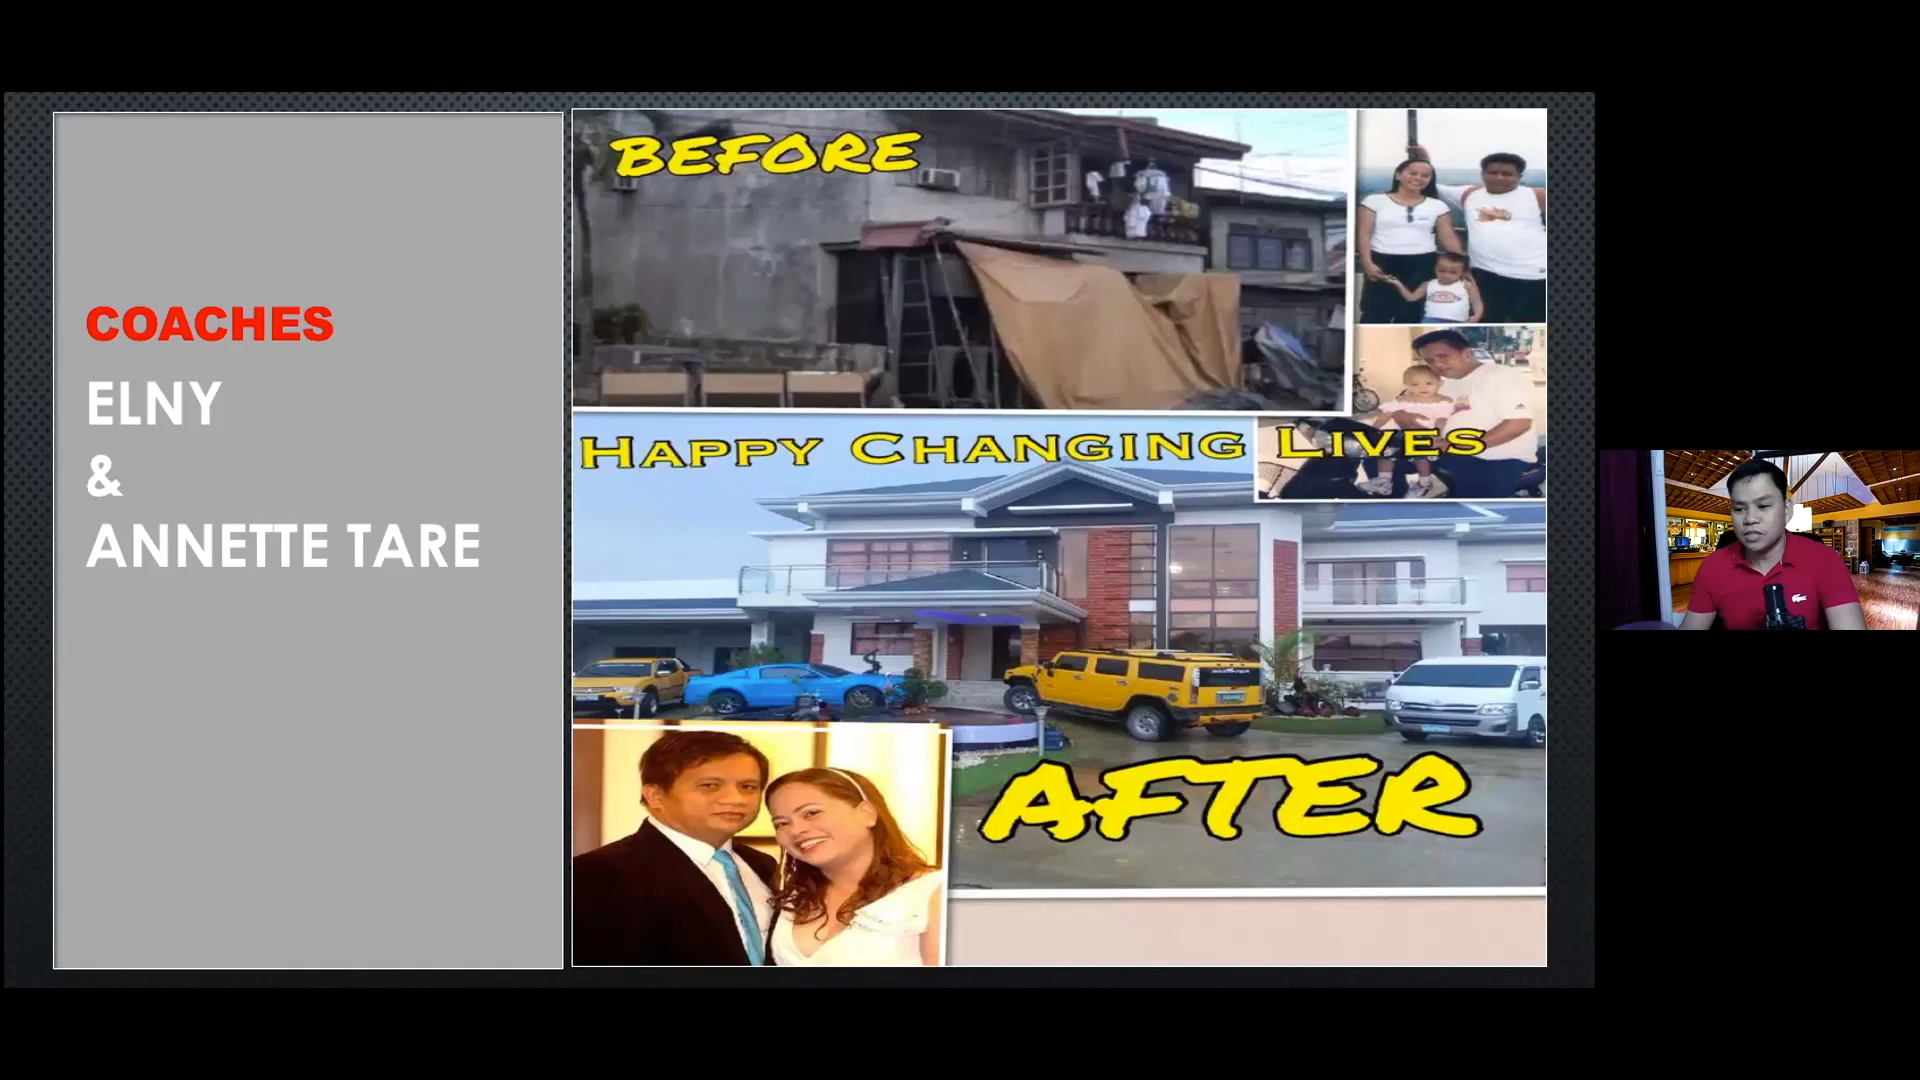 COACHES
ELNY
&
ANNETTE TARE
BEFORE
HAPPY CHANGING LIVES
AFTER